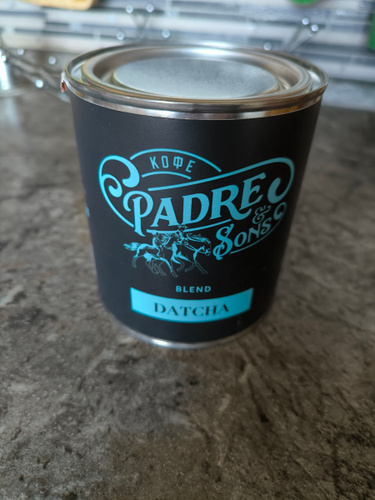 КОФЕ
PADRE
& SONS
BLEND
DATCHA